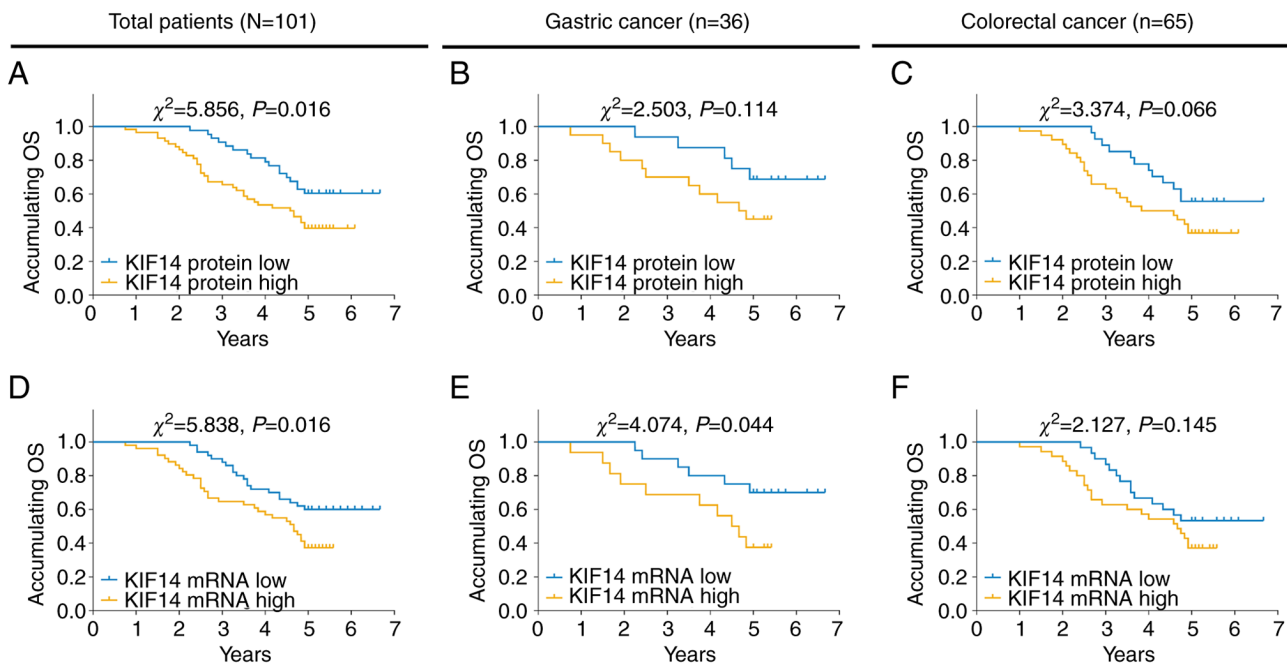 Total patients (N=101)
Gastric cancer (n=36)
Colorectal cancer (n=65)
A
χ²=5.856, P=0.016
Accumulating OS
1.0
0.8
0.6
0.4
0.2
0.0
KIF14 protein low
KIF14 protein high
0 1 2 3 4 5 6 7
Years
B
χ²=2.503, P=0.114
Accumulating OS
1.0
0.8
0.6
0.4
0.2
0.0
KIF14 protein low
KIF14 protein high
0 1 2 3 4 5 6 7
Years
C
χ²=3.374, P=0.066
Accumulating OS
1.0
0.8
0.6
0.4
0.2
0.0
KIF14 protein low
KIF14 protein high
0 1 2 3 4 5 6 7
Years
D
χ²=5.838, P=0.016
Accumulating OS
1.0
0.8
0.6
0.4
0.2
0.0
KIF14 mRNA low
KIF14 mRNA high
0 1 2 3 4 5 6 7
Years
E
χ²=4.074, P=0.044
Accumulating OS
1.0
0.8
0.6
0.4
0.2
0.0
KIF14 mRNA low
KIF14 mRNA high
0 1 2 3 4 5 6 7
Years
F
χ²=2.127, P=0.145
Accumulating OS
1.0
0.8
0.6
0.4
0.2
0.0
KIF14 mRNA low
KIF14 mRNA high
0 1 2 3 4 5 6 7
Years